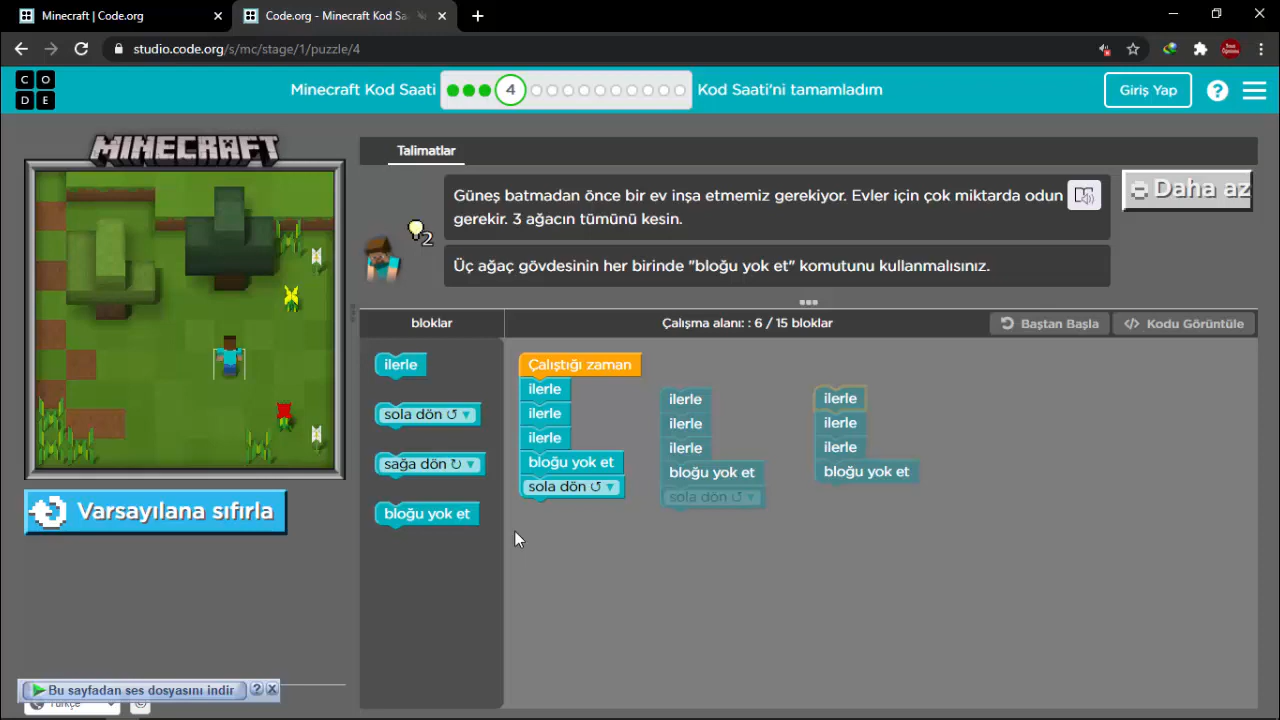 Minecraft | Code.org
Code.org - Minecraft Kod Sa
studio.code.org/s/mc/stage/1/puzzle/4
CO
DE
Minecraft Kod Saati
4
Kod Saati'ni tamamladım
Giriş Yap
?
MINECRAFT
Talimatlar
Güneş batmadan önce bir ev inşa etmemiz gerekiyor. Evler için çok miktarda odun
gerekir. 3 ağacın tümünü kesin.
Daha az
2
Üç ağaç gövdesinin her birinde "bloğu yok et" komutunu kullanmalısınız.
bloklar
Çalışma alanı: : 6 / 15 bloklar
Baştan Başla
</> Kodu Görüntüle
ilerle
sola dön ↺
sağa dön ↻
bloğu yok et
Çalıştığı zaman
ilerle
ilerle
ilerle
bloğu yok et
sola dön ↺
ilerle
ilerle
ilerle
bloğu yok et
sola dön ↺
ilerle
ilerle
ilerle
bloğu yok et
Varsayılana sıfırla
Bu sayfadan ses dosyasını indir
?
Türkçe
©